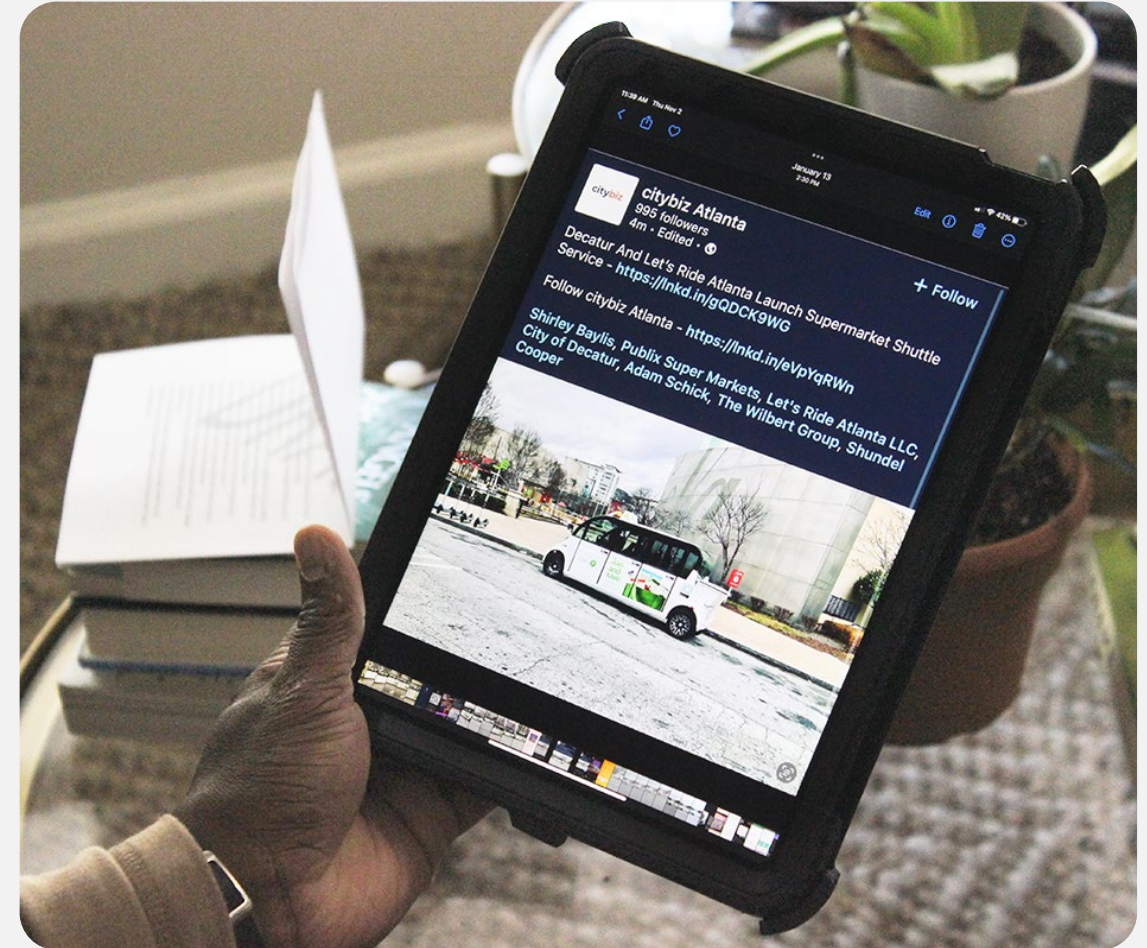 11:39 AM Thu Nov 2
January 13
2:30 PM
42%
Edit
citybiz
citybiz Atlanta
995 followers
4m • Edited •
+ Follow
Decatur And Let's Ride Atlanta Launch Supermarket Shuttle
Service - https://lnkd.in/gQDCK9WG
Follow citybiz Atlanta - https://lnkd.in/eVpYqRWn
Shirley Baylis, Publix Super Markets, Let's Ride Atlanta LLC,
City of Decatur, Adam Schick, The Wilbert Group, Shundel
Cooper